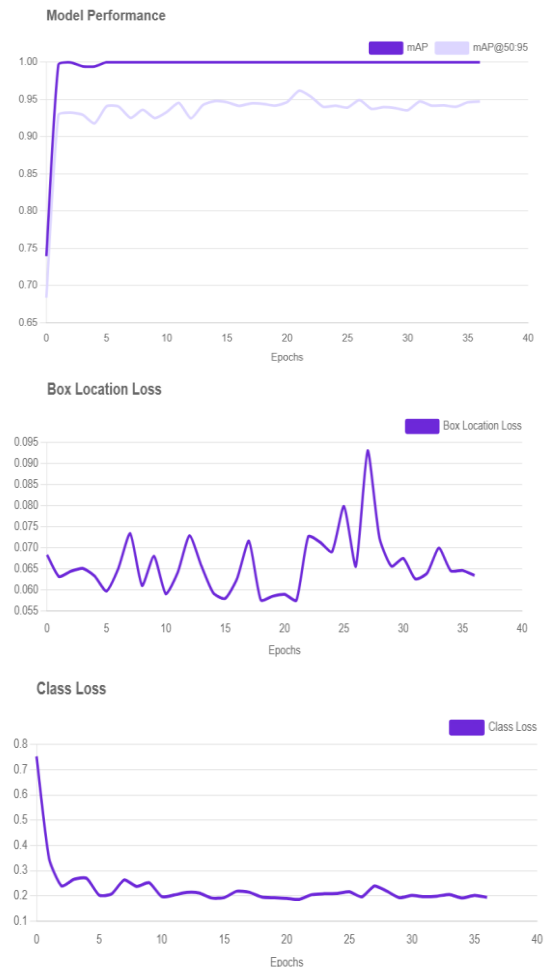 Model Performance
mAP mAP@50:95
1.00
0.95
0.90
0.85
0.80
0.75
0.70
0.65
0 5 10 15 20 25 30 35 40
Epochs
Box Location Loss
Box Location Loss
0.095
0.090
0.085
0.080
0.075
0.070
0.065
0.060
0.055
0 5 10 15 20 25 30 35 40
Epochs
Class Loss
Class Loss
0.8
0.7
0.6
0.5
0.4
0.3
0.2
0.1
0 5 10 15 20 25 30 35 40
Epochs